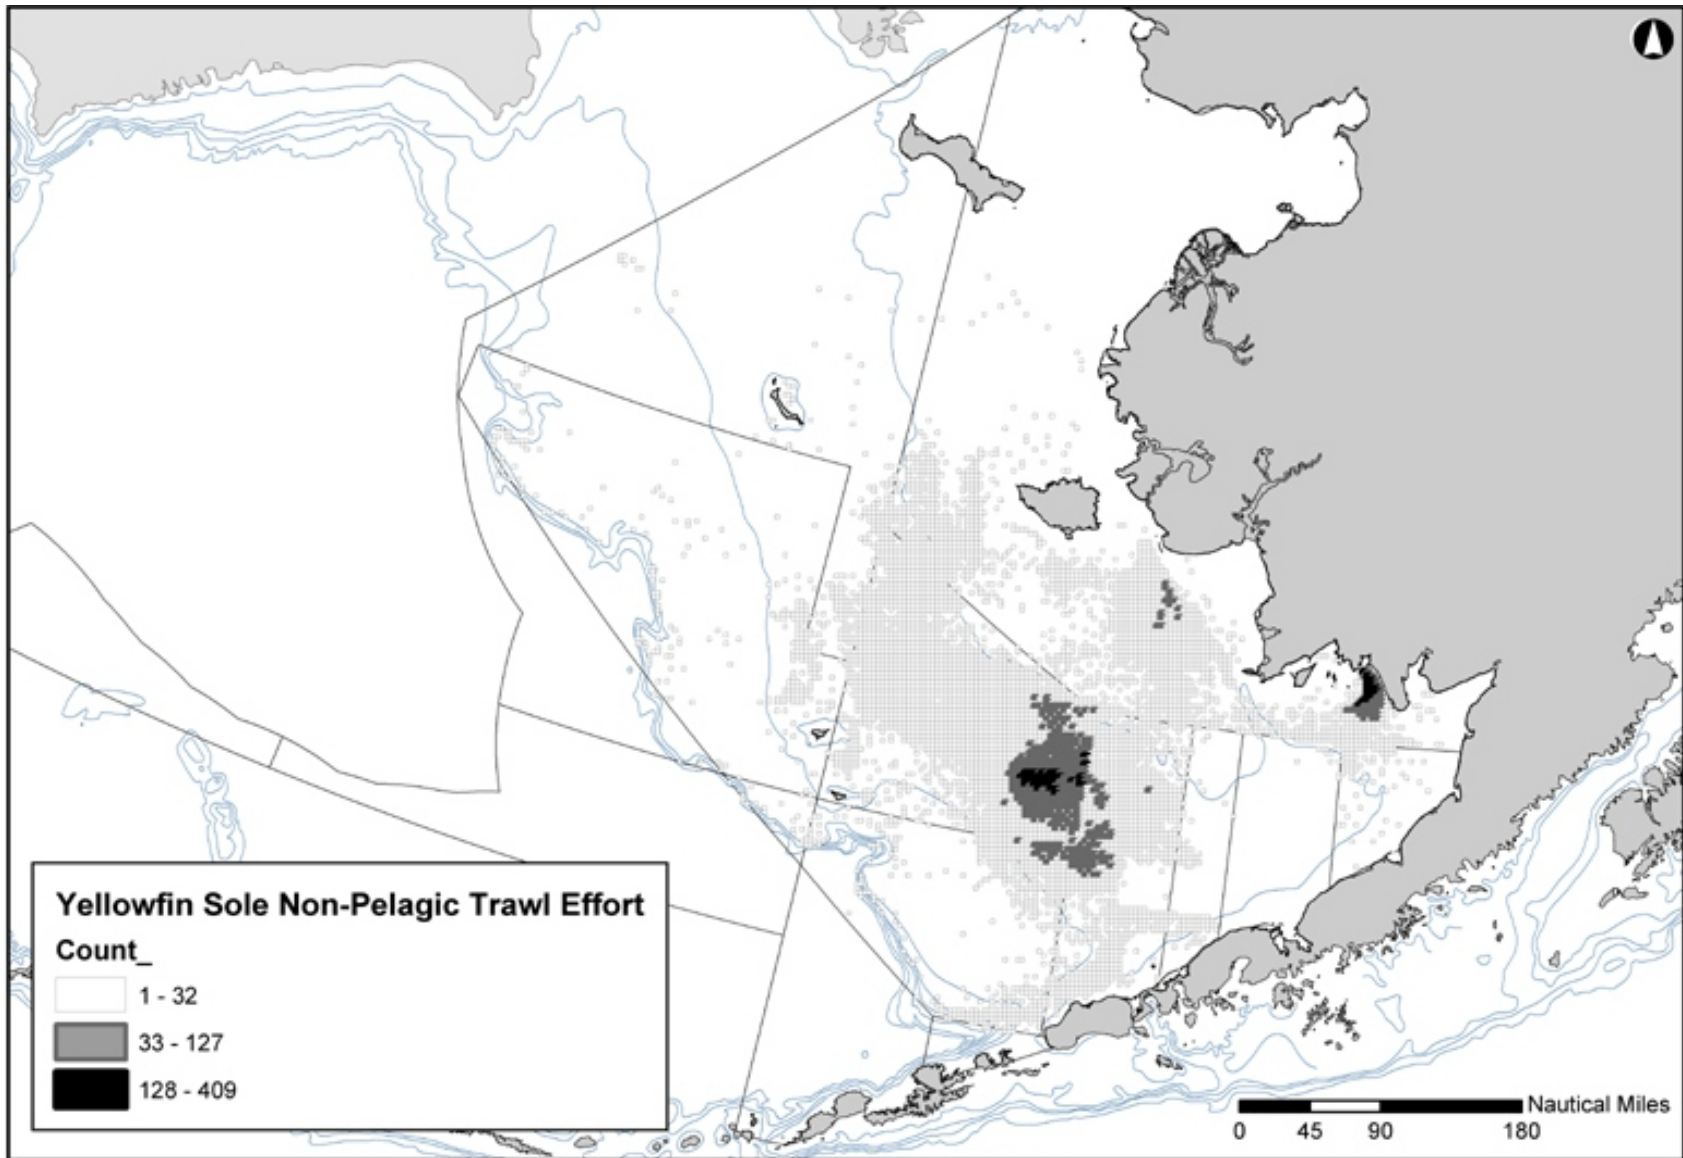 Yellowfin Sole Non-Pelagic Trawl Effort
Count_
1 - 32
33 - 127
128 - 409
Nautical Miles
0 45 90 180